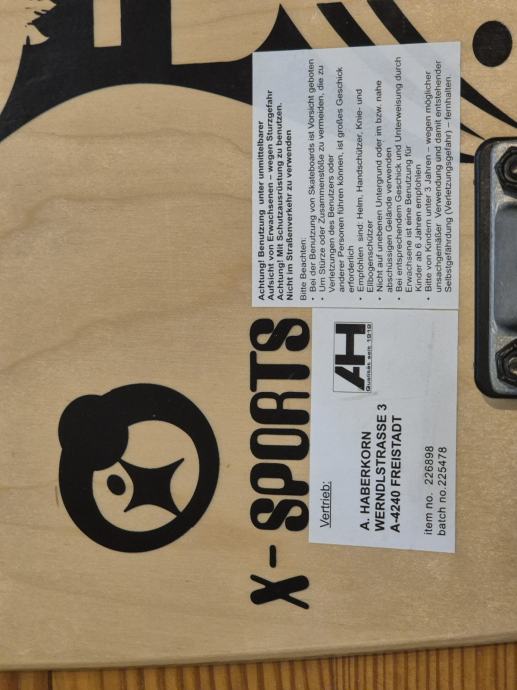 Achtung! Benutzung unter unmittelbarer
Aufsicht von Erwachsenen – wegen Sturzgefahr
Achtung! Mit Schutzausrüstung zu benutzen.
Nicht im Straßenverkehr zu verwenden
Bitte Beachten:
• Bei der Benutzung von Skateboards ist Vorsicht geboten
• Um Stürze oder Zusammenstöße zu vermeiden, die zu
Verletzungen des Benutzers oder
anderer Personen führen können, ist großes Geschick
erforderlich
• Empfohlen sind: Helm, Handschützer, Knie- und
Ellbogenschützer
• Nicht auf unebenen Untergrund oder im bzw. nahe
abschüssigen Gelände verwenden
• Bei entsprechendem Geschick und Unterweisung durch
Erwachsene ist eine Benutzung für
Kinder ab 6 Jahren empfohlen
• Bitte von Kindern unter 3 Jahren – wegen möglicher
unsachgemäßer Verwendung und damit entstehender
Selbstgefährdung (Verletzungsgefahr) – fernhalten.
X-SPORTS
Vertrieb:
AH
Qualität seit 1919
A. HABERKORN
WERNDLSTRASSE 3
A-4240 FREISTADT
item no. 226898
batch no.225478